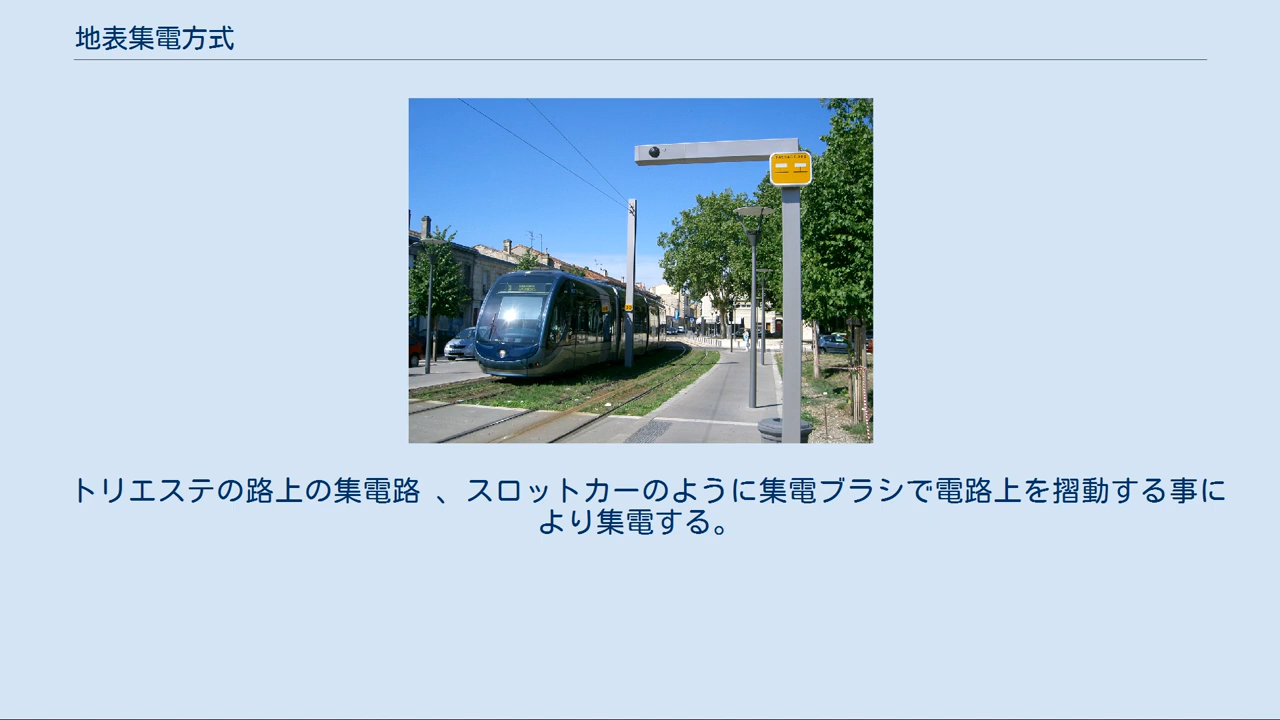 地表集電方式
トリエステの路上の集電路 、スロットカーのように集電ブラシで電路上を摺動する事に
より集電する。